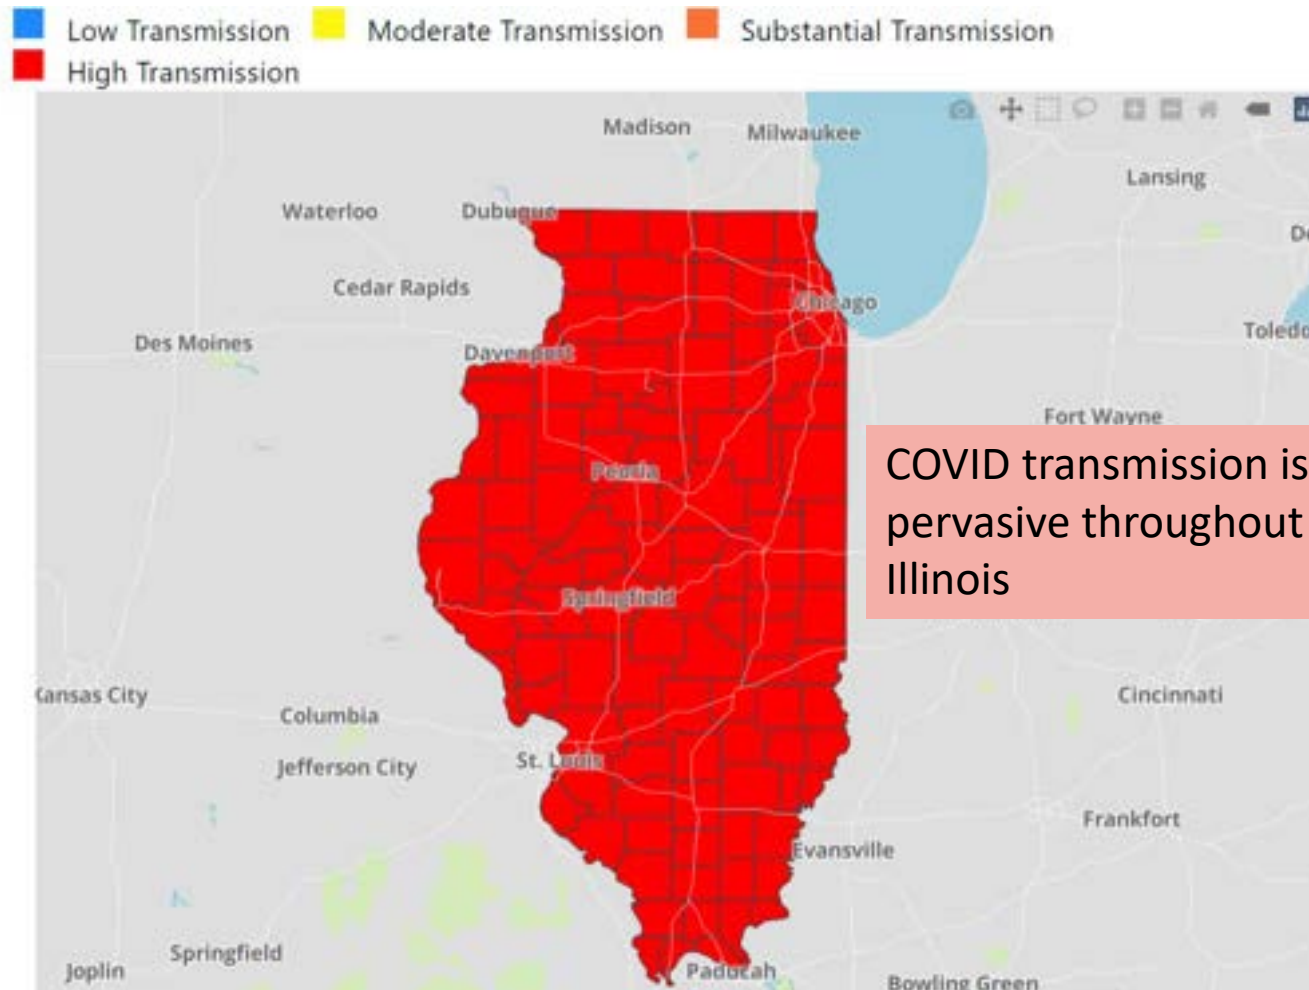 Low Transmission Moderate Transmission Substantial Transmission
High Transmission
Madison Milwaukee
Lansing
Waterloo Dubuque
Cedar Rapids
Chicago
Des Moines
Davenport
Toledo
Fort Wayne
Peoria
COVID transmission is
pervasive throughout
Illinois
Springfield
Kansas City
Cincinnati
Columbia
St. Louis
Jefferson City
Frankfort
Evansville
Springfield
Joplin
Paducah
Bowling Green